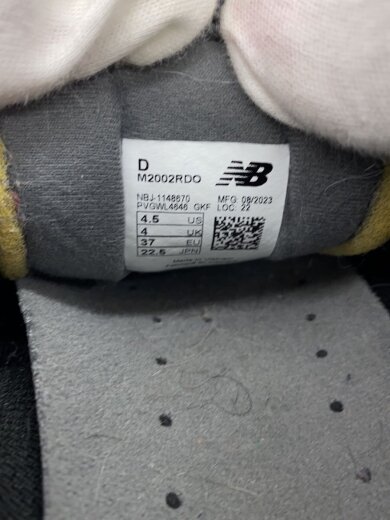 D
M2002RDO
NB
NBJ-1148670 MFG. 08/2023
PVGWL4646 GKF LOC: 22
4.5 US
4 UK
37 EU
22.5 JPN